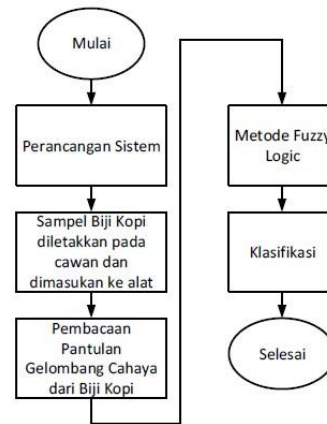 Mulai
Perancangan Sistem
Sampel Biji Kopi
diletakkan pada
cawan dan
dimasukan ke alat
Pembacaan
Pantulan
Gelombang Cahaya
dari Biji Kopi
Metode Fuzzy
Logic
Klasifikasi
Selesai